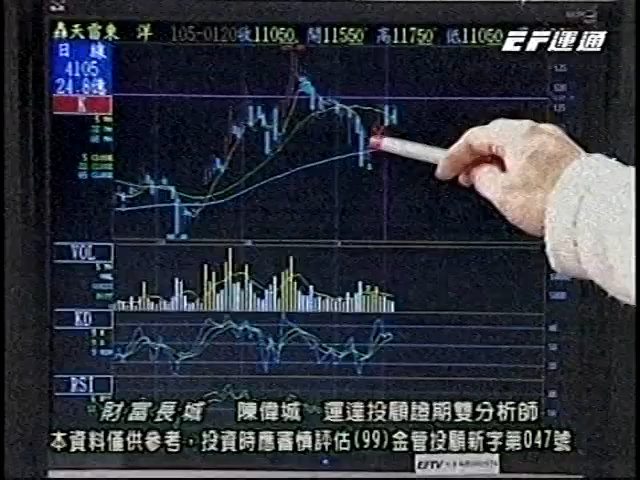 轟天雷東 洋 105-0120收11050 開11550 高11750 低11050
EF運通
日 線
4105
24.8億
K
VOL
KD
RSI
財富長城 陳偉城 運達投顧證期雙分析師
本資料僅供參考，投資時應審慎評估(99)金管投顧新字第047號